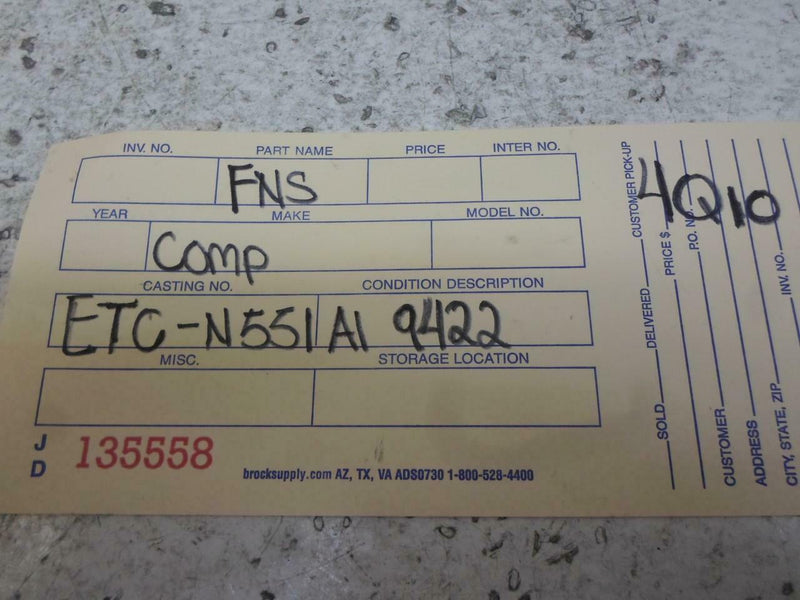 INV. NO. PART NAME PRICE INTER NO.
FNS
YEAR MAKE MODEL NO.
Comp
CASTING NO. CONDITION DESCRIPTION
ETC-N551A1 9422
MISC. STORAGE LOCATION
J D 135558
brocksupply.com AZ, TX, VA ADS0730 1-800-528-4400
4Q10
SOLD DELIVERED CUSTOMER PICK-UP
PRICE $
P.O. NO.
CUSTOMER
ADDRESS
CITY, STATE, ZIP
INV. NO.